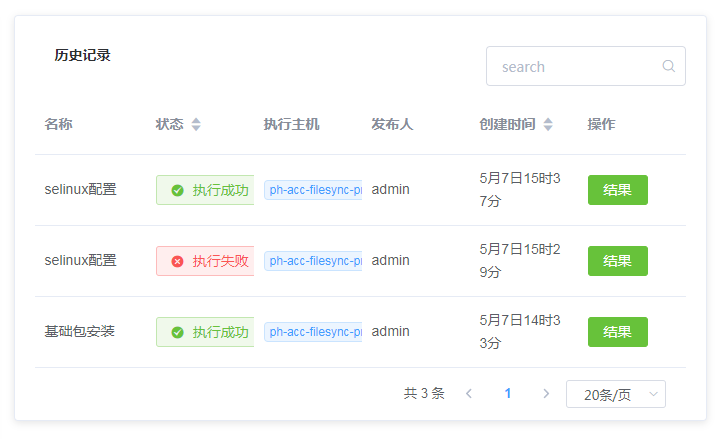 历史记录
search
名称 状态 执行主机 发布人 创建时间 操作
selinux配置 执行成功 ph-acc-filesync-pr admin 5月7日15时3 结果
7分
selinux配置 执行失败 ph-acc-filesync-pr admin 5月7日15时2 结果
9分
基础包安装 执行成功 ph-acc-filesync-pr admin 5月7日14时3 结果
3分
共 3 条 1 20条/页